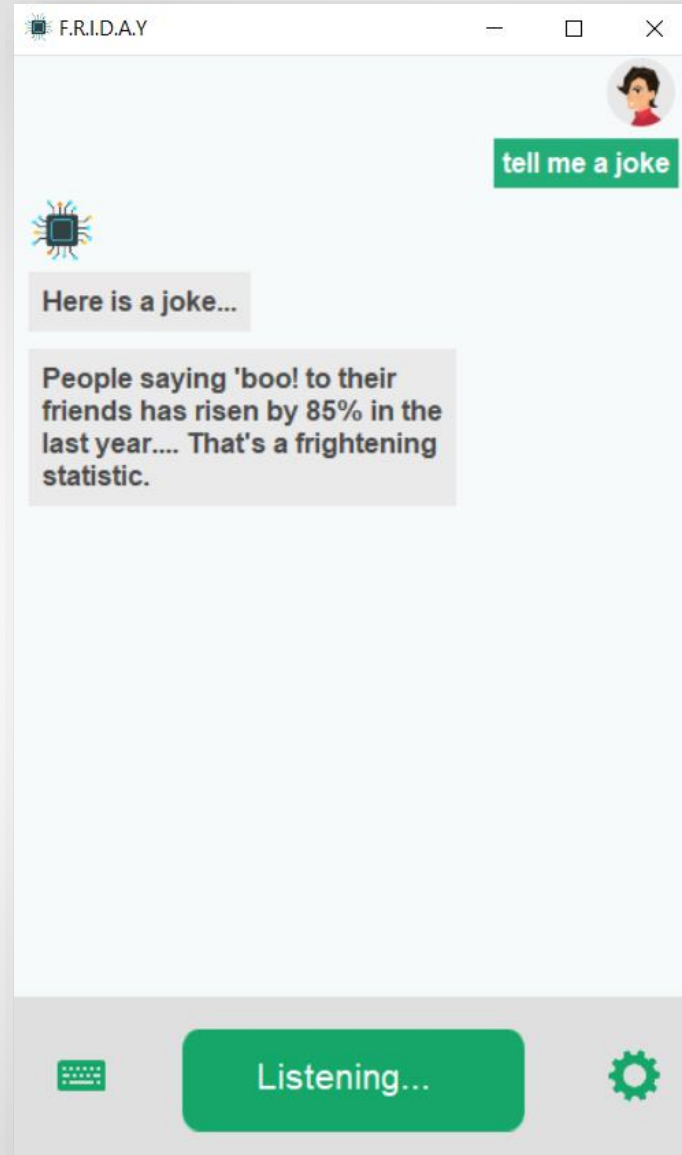 F.R.I.D.A.Y
tell me a joke
Here is a joke...
People saying 'boo! to their
friends has risen by 85% in the
last year.... That's a frightening
statistic.
Listening...